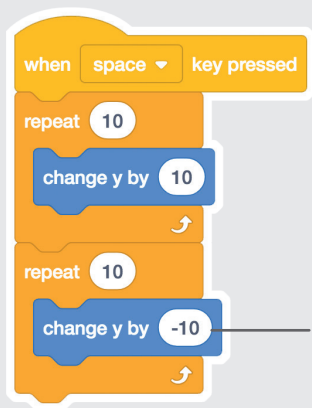 when space key pressed
repeat 10
change y by 10
repeat 10
change y by -10